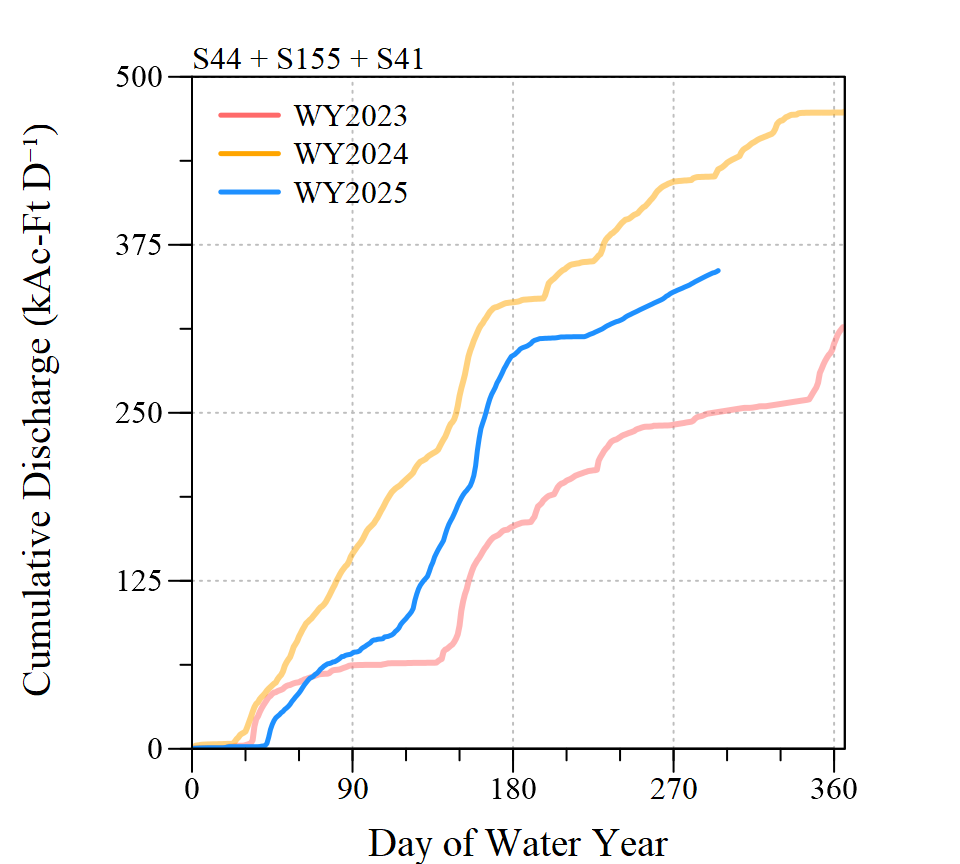 S44 + S155 + S41
500
375
250
125
0
WY2023
WY2024
WY2025
0 90 180 270 360
Day of Water Year
Cumulative Discharge (kAc-Ft D⁻¹)